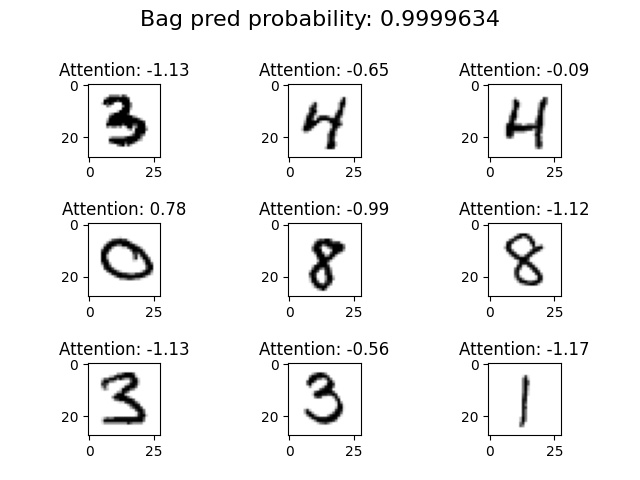 Bag pred probability: 0.9999634
Attention: -1.13 Attention: -0.65 Attention: -0.09
0 0 0
3 4 4
20 20 20
0 25 0 25 0 25
Attention: 0.78 Attention: -0.99 Attention: -1.12
0 0 0
0 8 8
20 20 20
0 25 0 25 0 25
Attention: -1.13 Attention: -0.56 Attention: -1.17
0 0 0
3 3 1
20 20 20
0 25 0 25 0 25